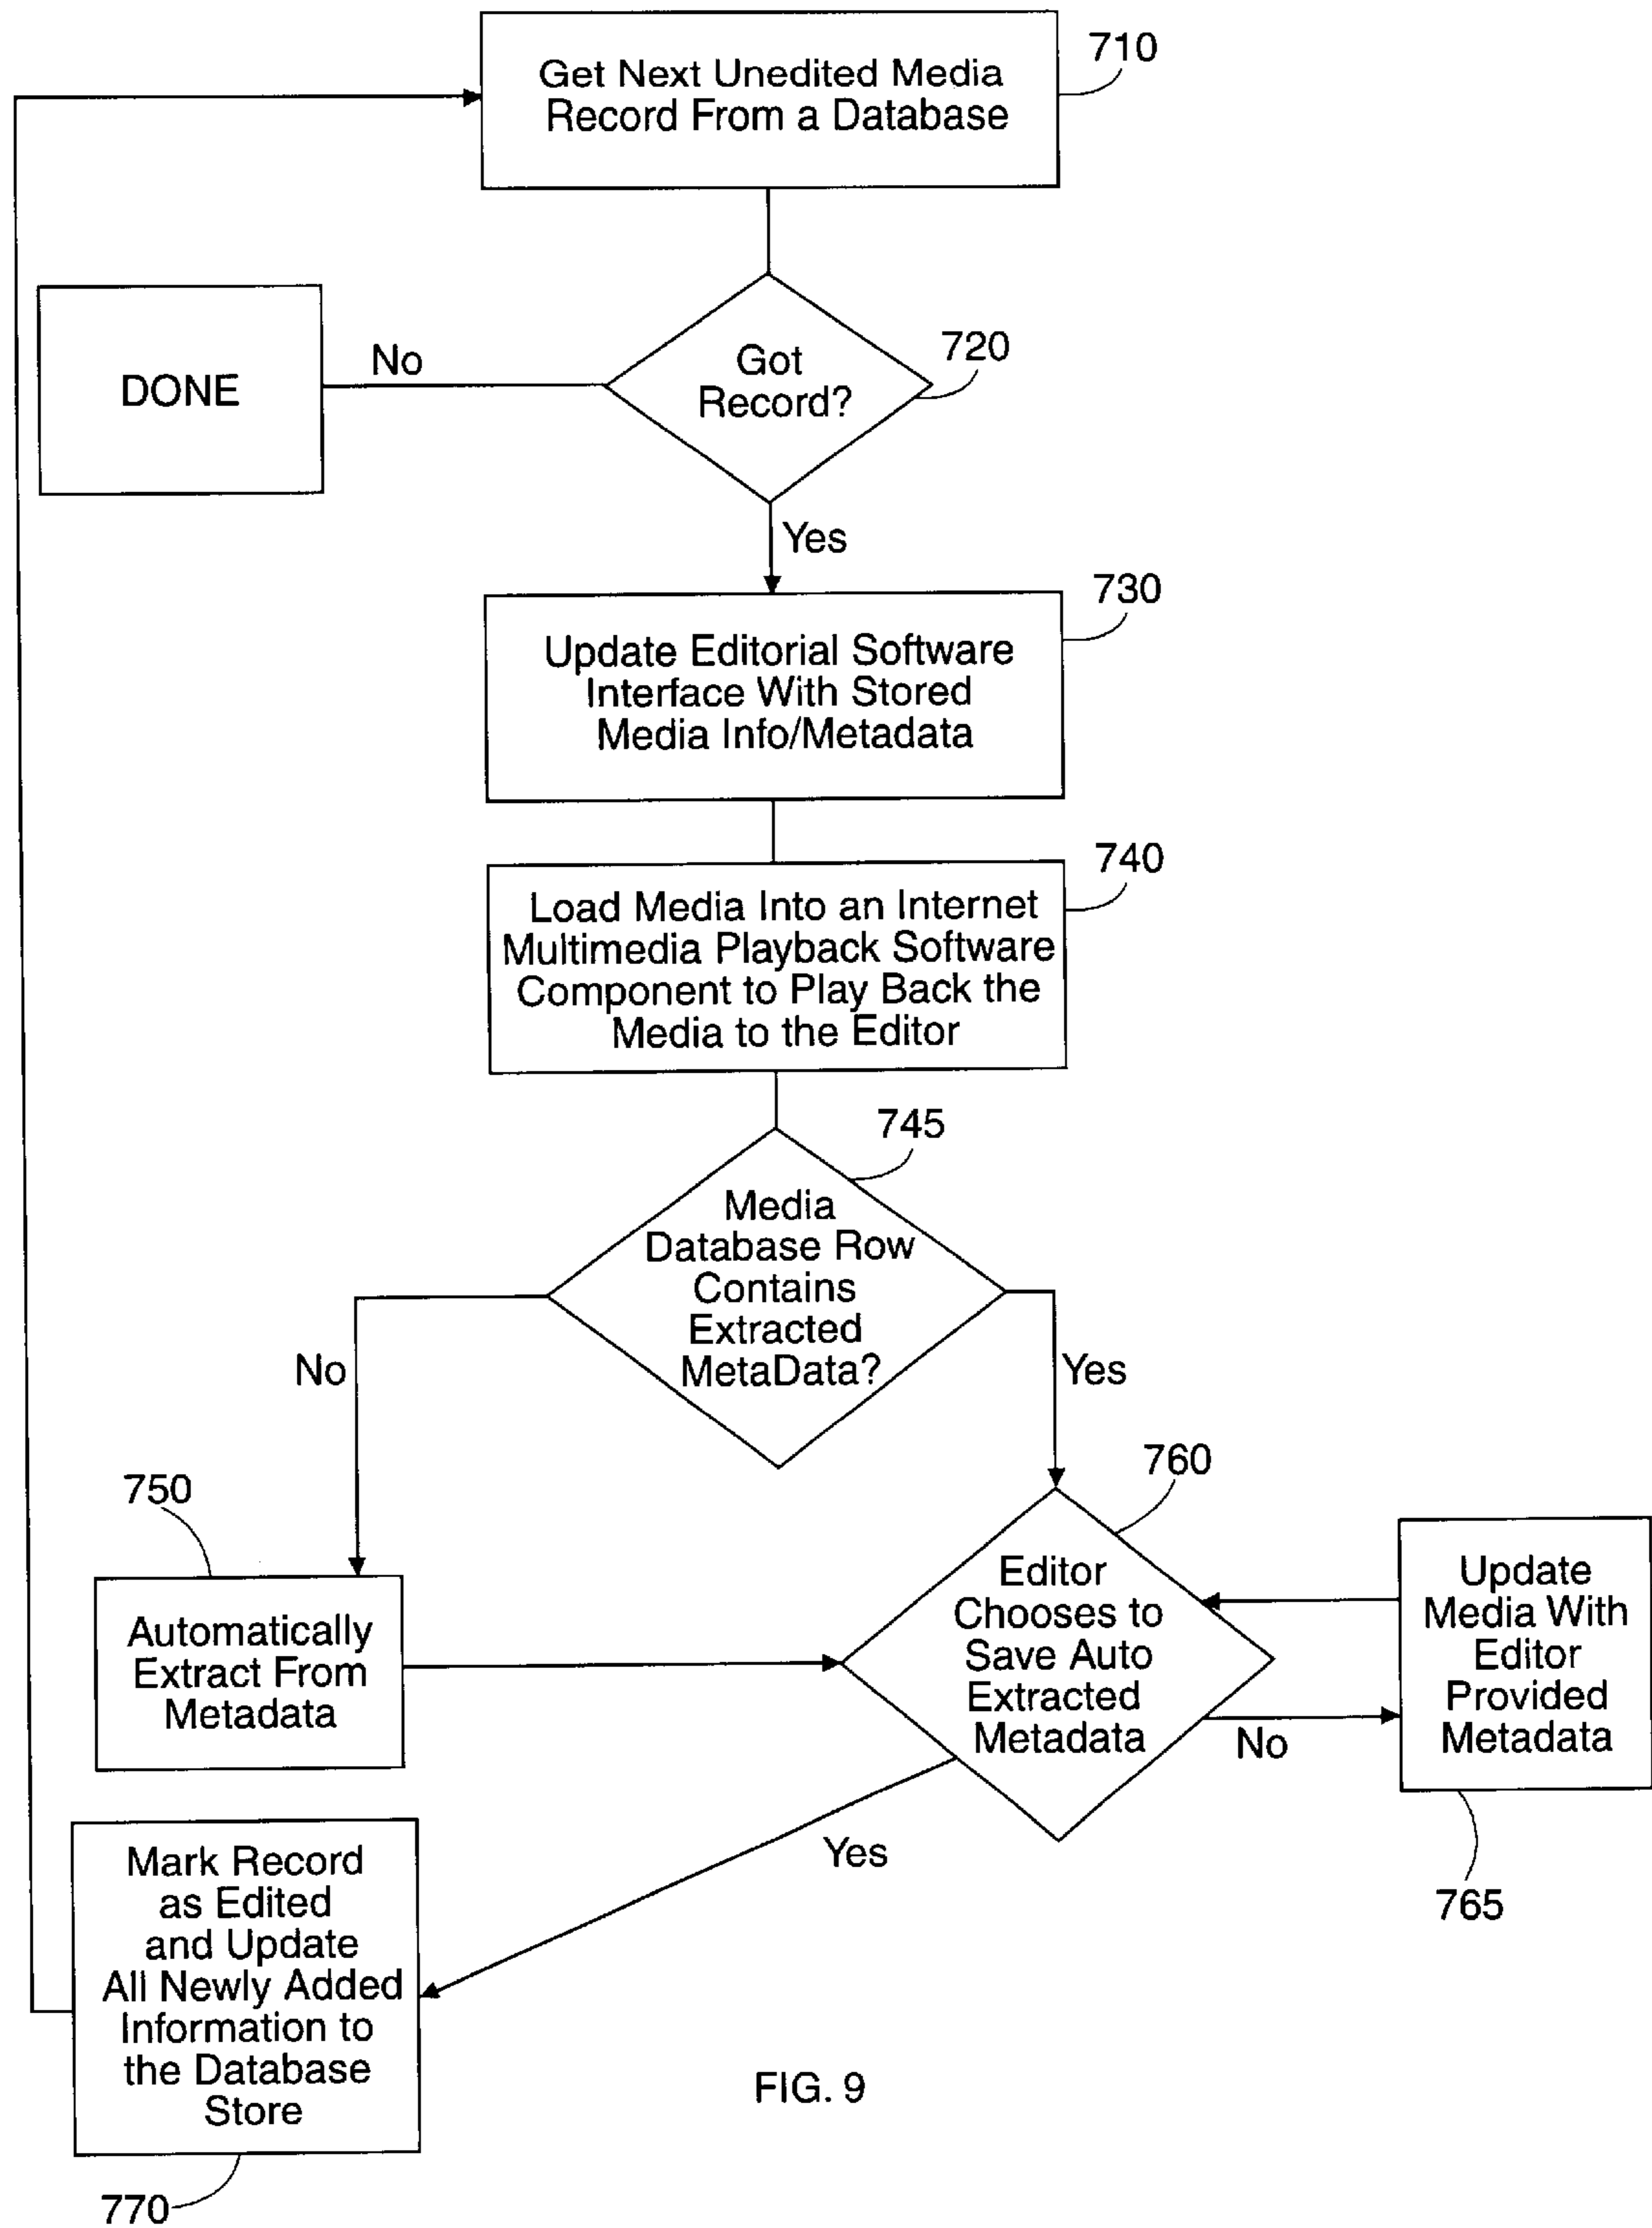 Get Next Unedited Media
Record From a Database
710
Got
Record?
720
No
DONE
Yes
Update Editorial Software
Interface With Stored
Media Info/Metadata
730
Load Media Into an Internet
Multimedia Playback Software
Component to Play Back the
Media to the Editor
740
Media
Database Row
Contains
Extracted
MetaData?
745
No
Yes
750
Automatically
Extract From
Metadata
760
Editor
Chooses to
Save Auto
Extracted
Metadata
No
Update
Media With
Editor
Provided
Metadata
765
Yes
Mark Record
as Edited
and Update
All Newly Added
Information to
the Database
Store
770
FIG. 9